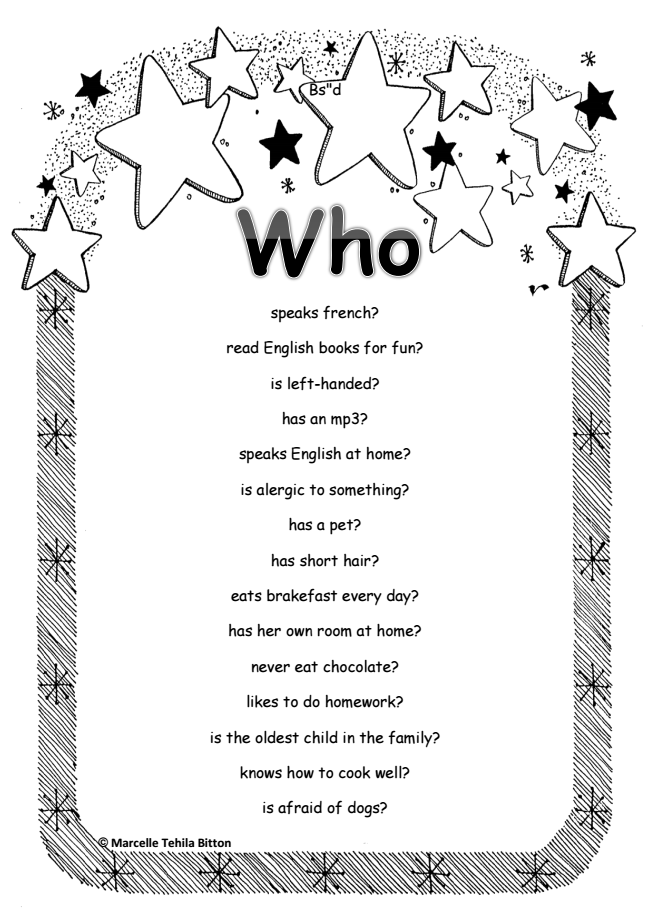 Bs"d
Who
speaks french?
read English books for fun?
is left-handed?
has an mp3?
speaks English at home?
is alergic to something?
has a pet?
has short hair?
eats brakefast every day?
has her own room at home?
never eat chocolate?
likes to do homework?
is the oldest child in the family?
knows how to cook well?
is afraid of dogs?
© Marcelle Tehila Bitton